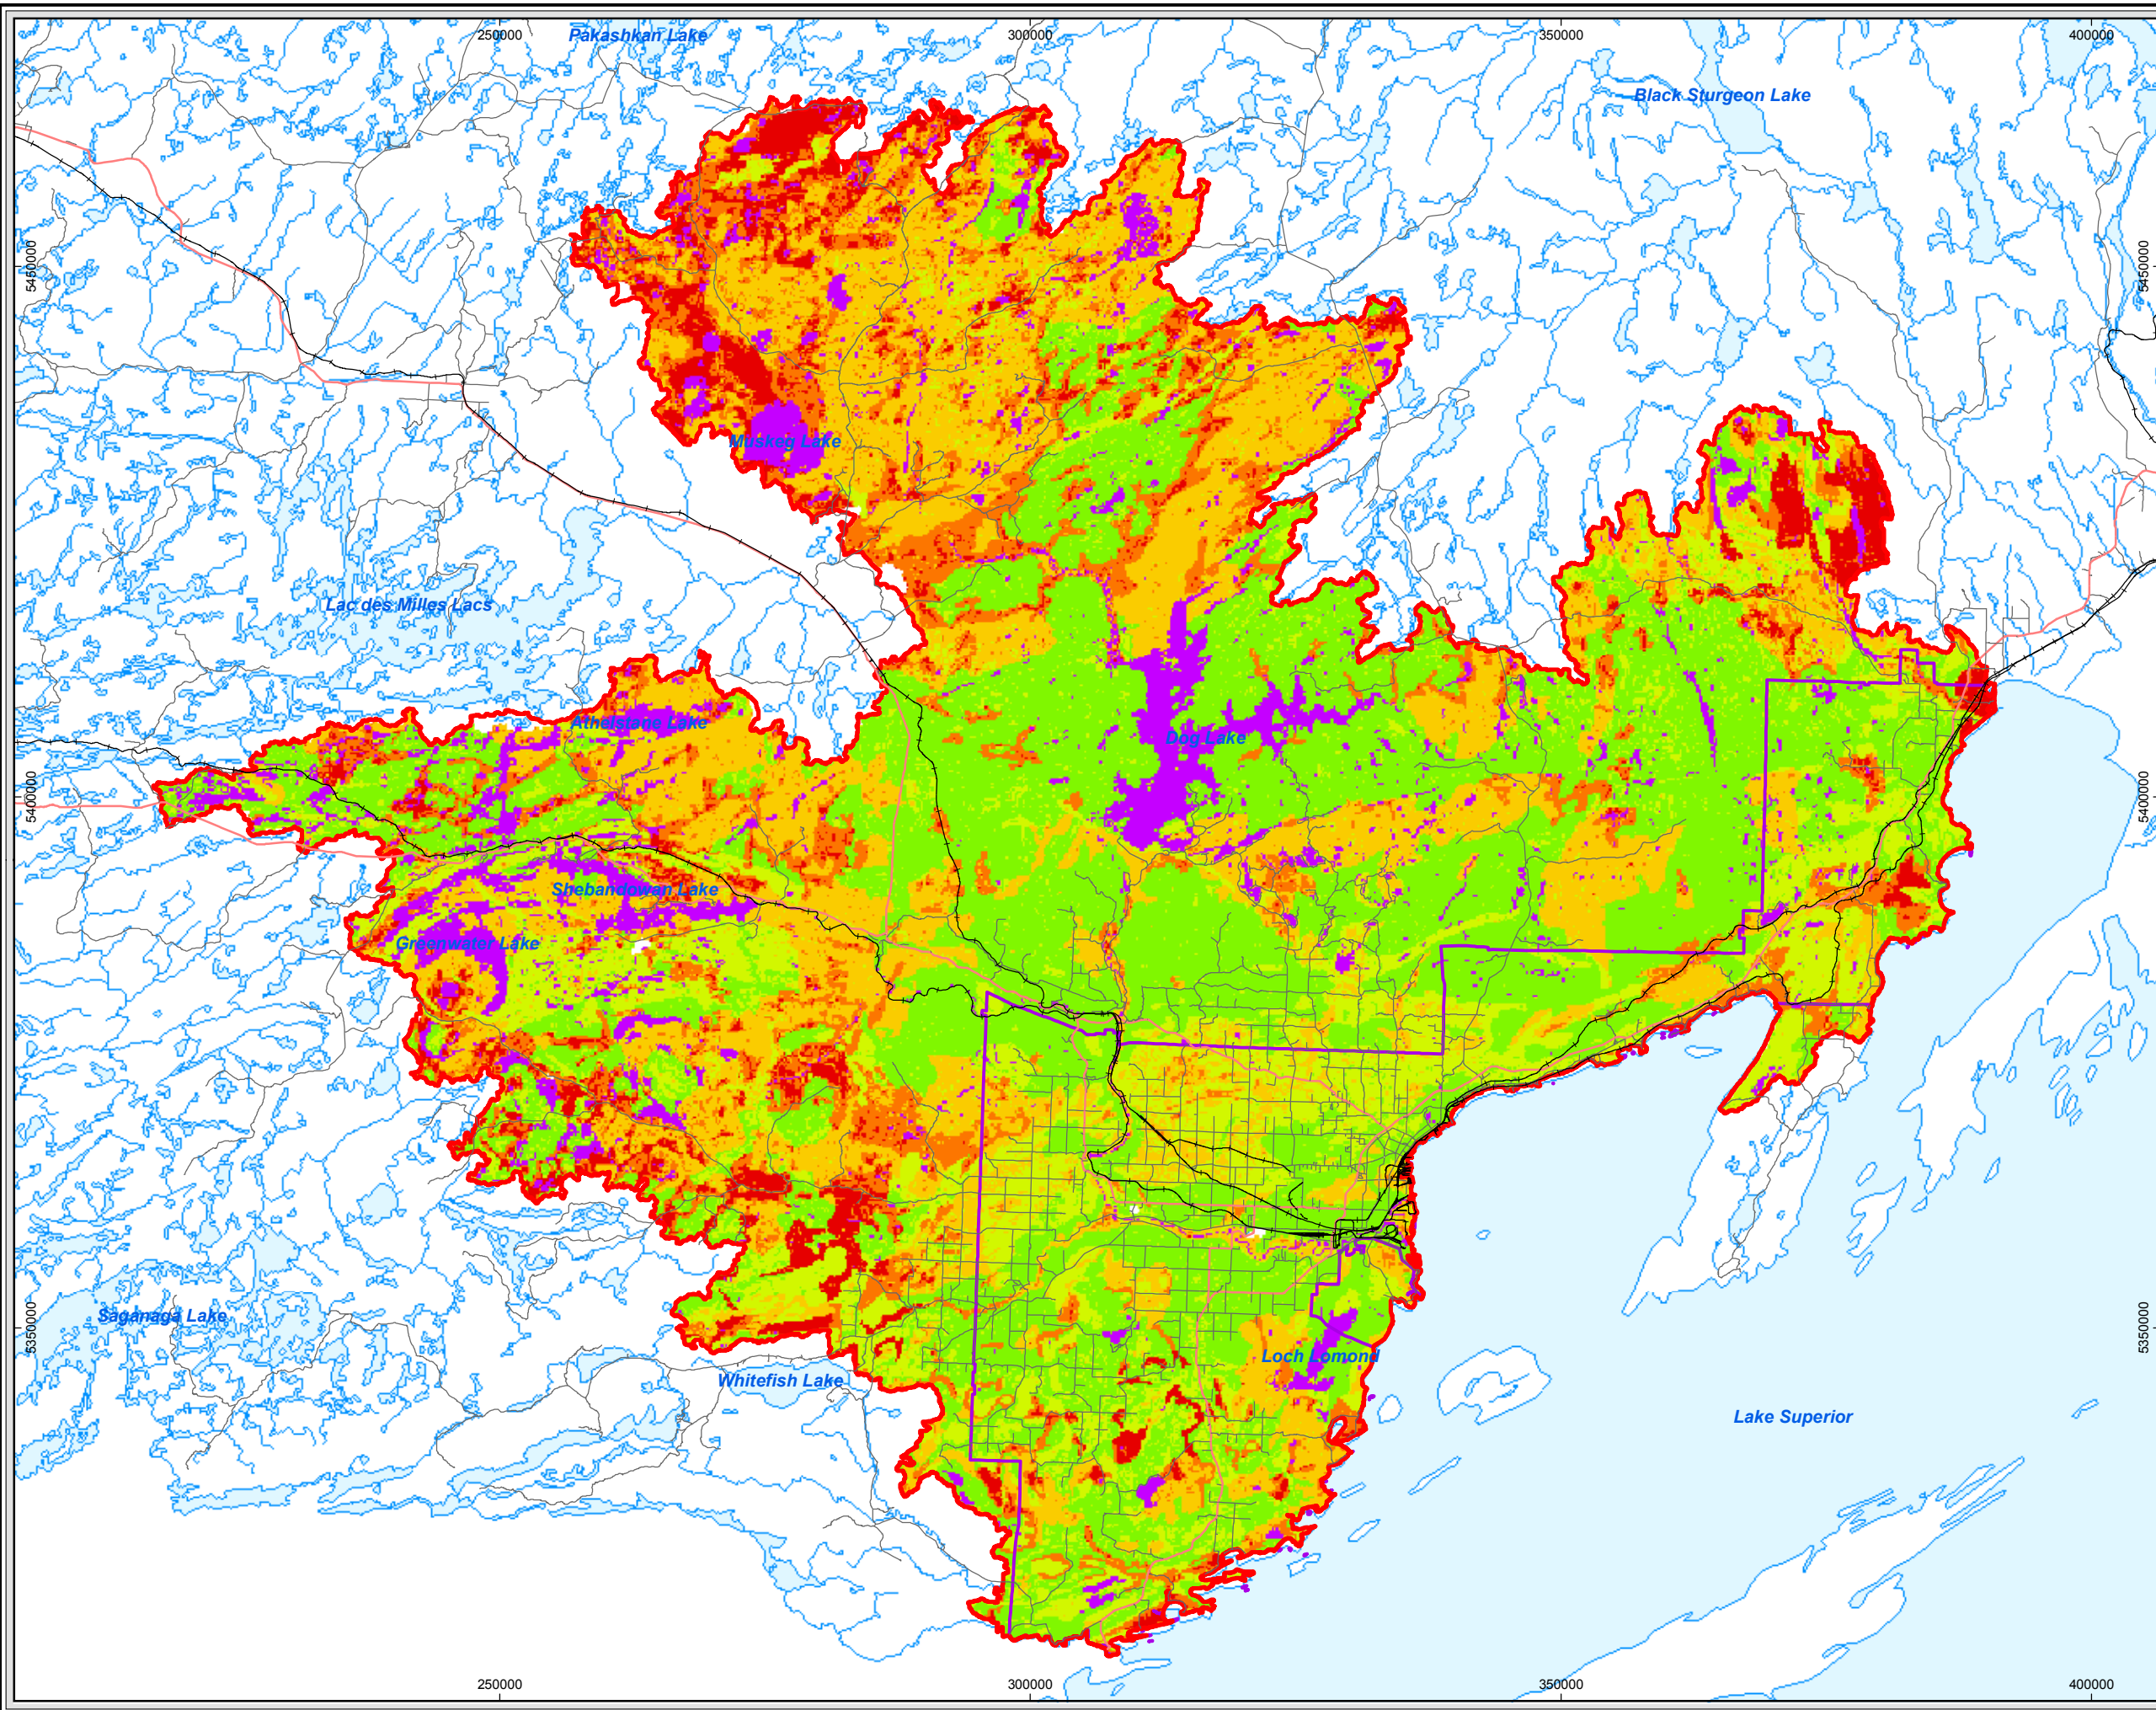 250000
300000
350000
400000
Pakashkan Lake
Black Sturgeon Lake
5450000
5450000
Muskeg Lake
Lac des Milles Lacs
Athelstane Lake
Dog Lake
5400000
5400000
Shebandowan Lake
Greenwater Lake
5350000
5350000
Saganaga Lake
Loch Lomond
Whitefish Lake
Lake Superior
250000
300000
350000
400000